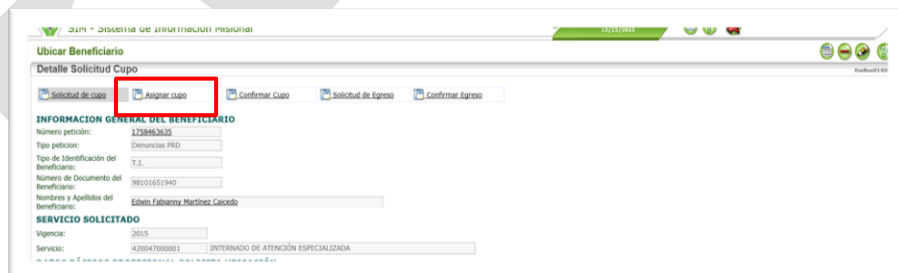 SIM - Sistema de Información Misional
12/15/2015
Ubicar Beneficiario
Detalle Solicitud Cupo
Solicitud de cupo Asignar cupo Confirmar Cupo Solicitud de Egreso Confirmar Egreso
INFORMACION GENERAL DEL BENEFICIARIO
Número petición: 1758463635
Tipo peticion: Denuncias PRD
Tipo de Identificación del Beneficiario: T.I.
Número de Documento del Beneficiario: 98101651940
Nombres y Apellidos del Beneficiario: Edwin Fabianny Martínez Caicedo
SERVICIO SOLICITADO
Vigencia: 2015
Servicio: 420047000001 INTERNADO DE ATENCIÓN ESPECIALIZADA